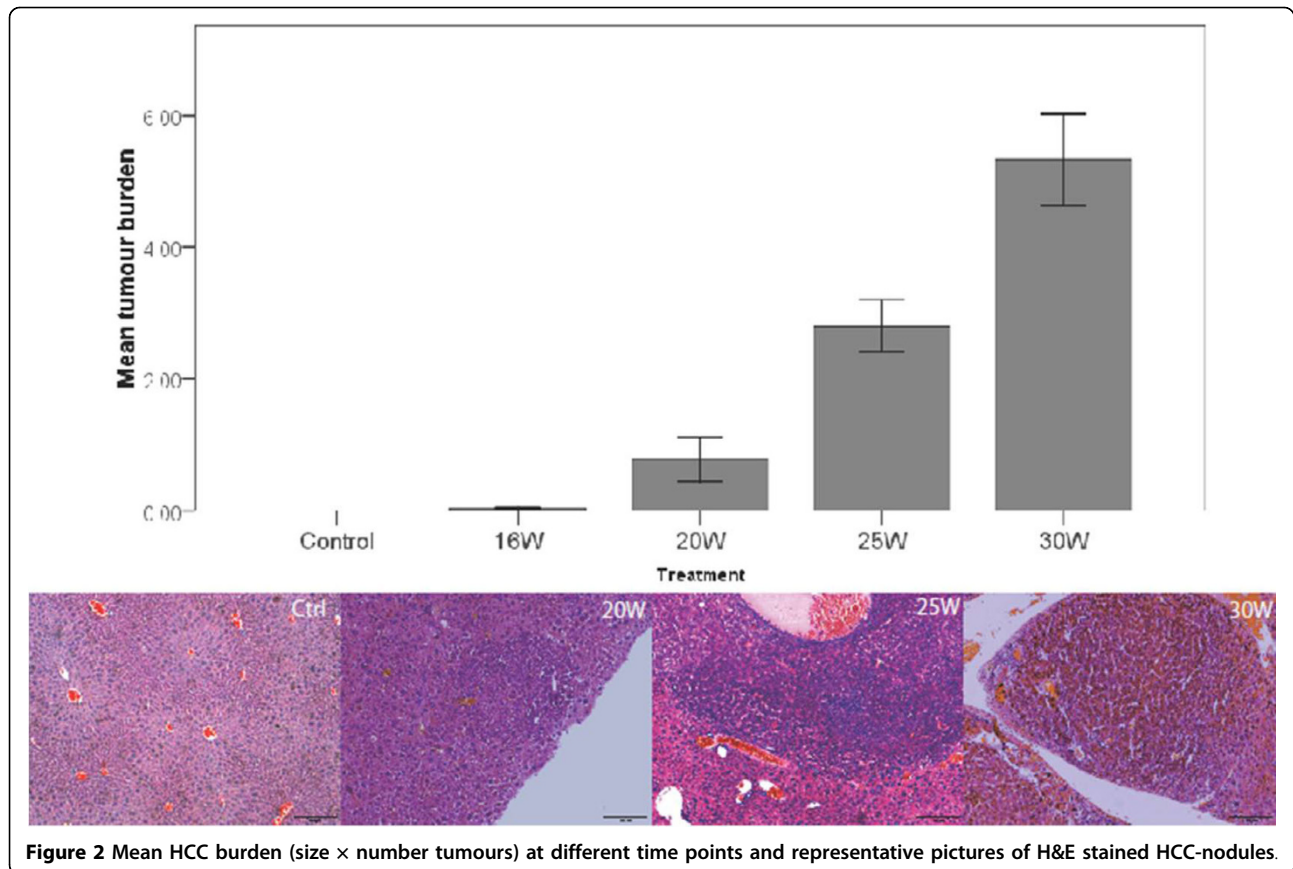 Mean tumour burden
6.00
4.00
2.00
0.00
Control 16W 20W 25W 30W
Treatment
Ctrl 20W 25W 30W
Figure 2 Mean HCC burden (size × number tumours) at different time points and representative pictures of H&E stained HCC-nodules.